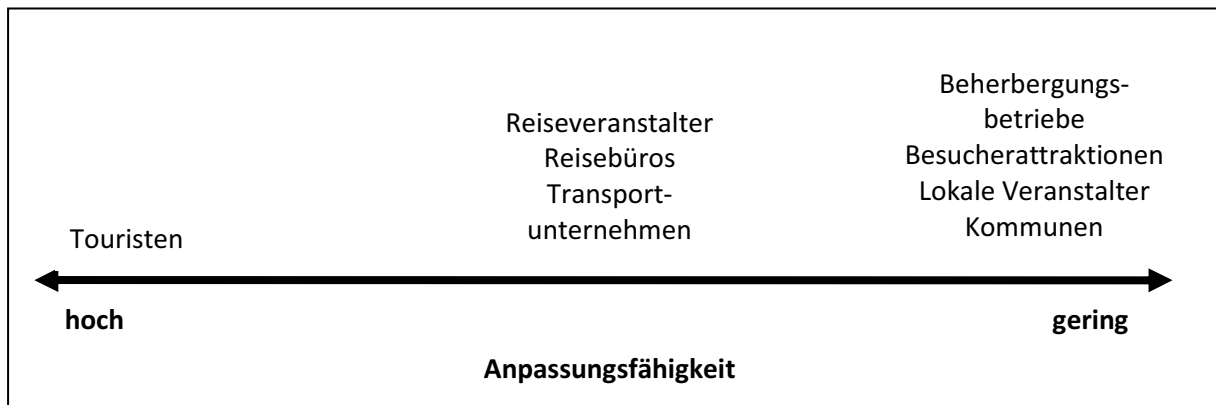 Touristen
Reiseveranstalter
Reisebüros
Transport-
unternehmen
Beherbergungs-
betriebe
Besucherattraktionen
Lokale Veranstalter
Kommunen
hoch
gering
Anpassungsfähigkeit